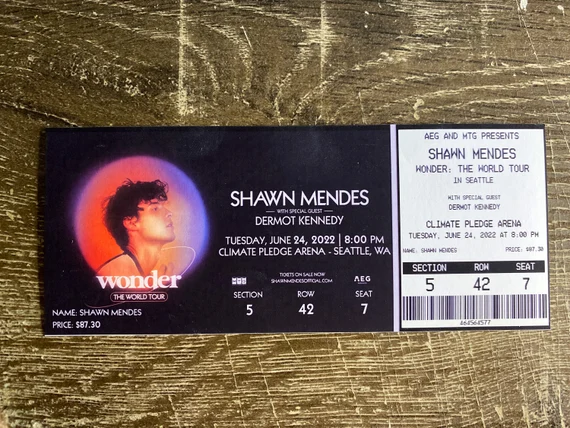 wonder
THE WORLD TOUR
NAME: SHAWN MENDES
PRICE: $87.30
SHAWN MENDES
WITH SPECIAL GUEST
DERMOT KENNEDY
TUESDAY, JUNE 24, 2022 | 8:00 PM
CLIMATE PLEDGE ARENA - SEATTLE, WA
TICKETS ON SALE NOW
SHAWNMENDESOFFICIAL.COM
AEG
SECTION ROW SEAT
5 42 7
AEG AND MTG PRESENTS
SHAWN MENDES
WONDER: THE WORLD TOUR
IN SEATTLE
WITH SPECIAL GUEST
DERMOT KENNEDY
CLIMATE PLEDGE ARENA
TUESDAY, JUNE 24, 2022 AT 8:00 PM
NAME: SHAWN MENDES PRICE: $87.30
SECTION ROW SEAT
5 42 7